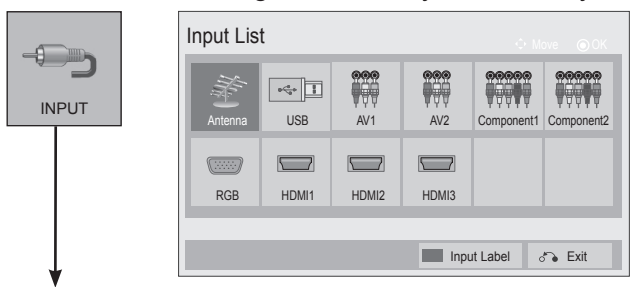 Input List
Move OK
INPUT
Antenna USB AV1 AV2 Component1 Component2
RGB HDMI1 HDMI2 HDMI3
Input Label Exit